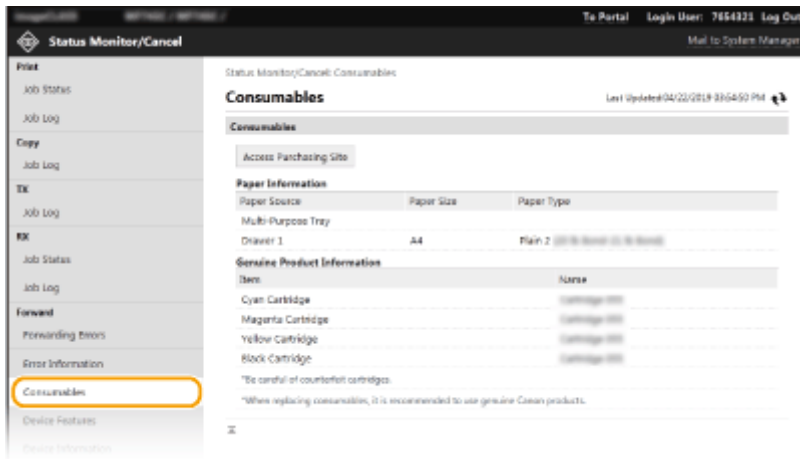 To Portal Login User: 7654321 Log Out
Status Monitor/Cancel
Mail to System Manager
Print
Job Status
Job Log
Copy
Job Log
TX
Job Log
RX
Job Status
Job Log
Forward
Forwarding Errors
Error Information
Consumables
Device Features
Device Information
Status Monitor/Cancel: Consumables
Consumables
Last Updated:04/22/2019 03:54:50 PM
Consumables
Access Purchasing Site
Paper Information
Paper Source Paper Size Paper Type
Multi-Purpose Tray
Drawer 1 A4 Plain 2
Genuine Product Information
Item Name
Cyan Cartridge
Magenta Cartridge
Yellow Cartridge
Black Cartridge
*Be careful of counterfeit cartridges.
*When replacing consumables, it is recommended to use genuine Canon products.